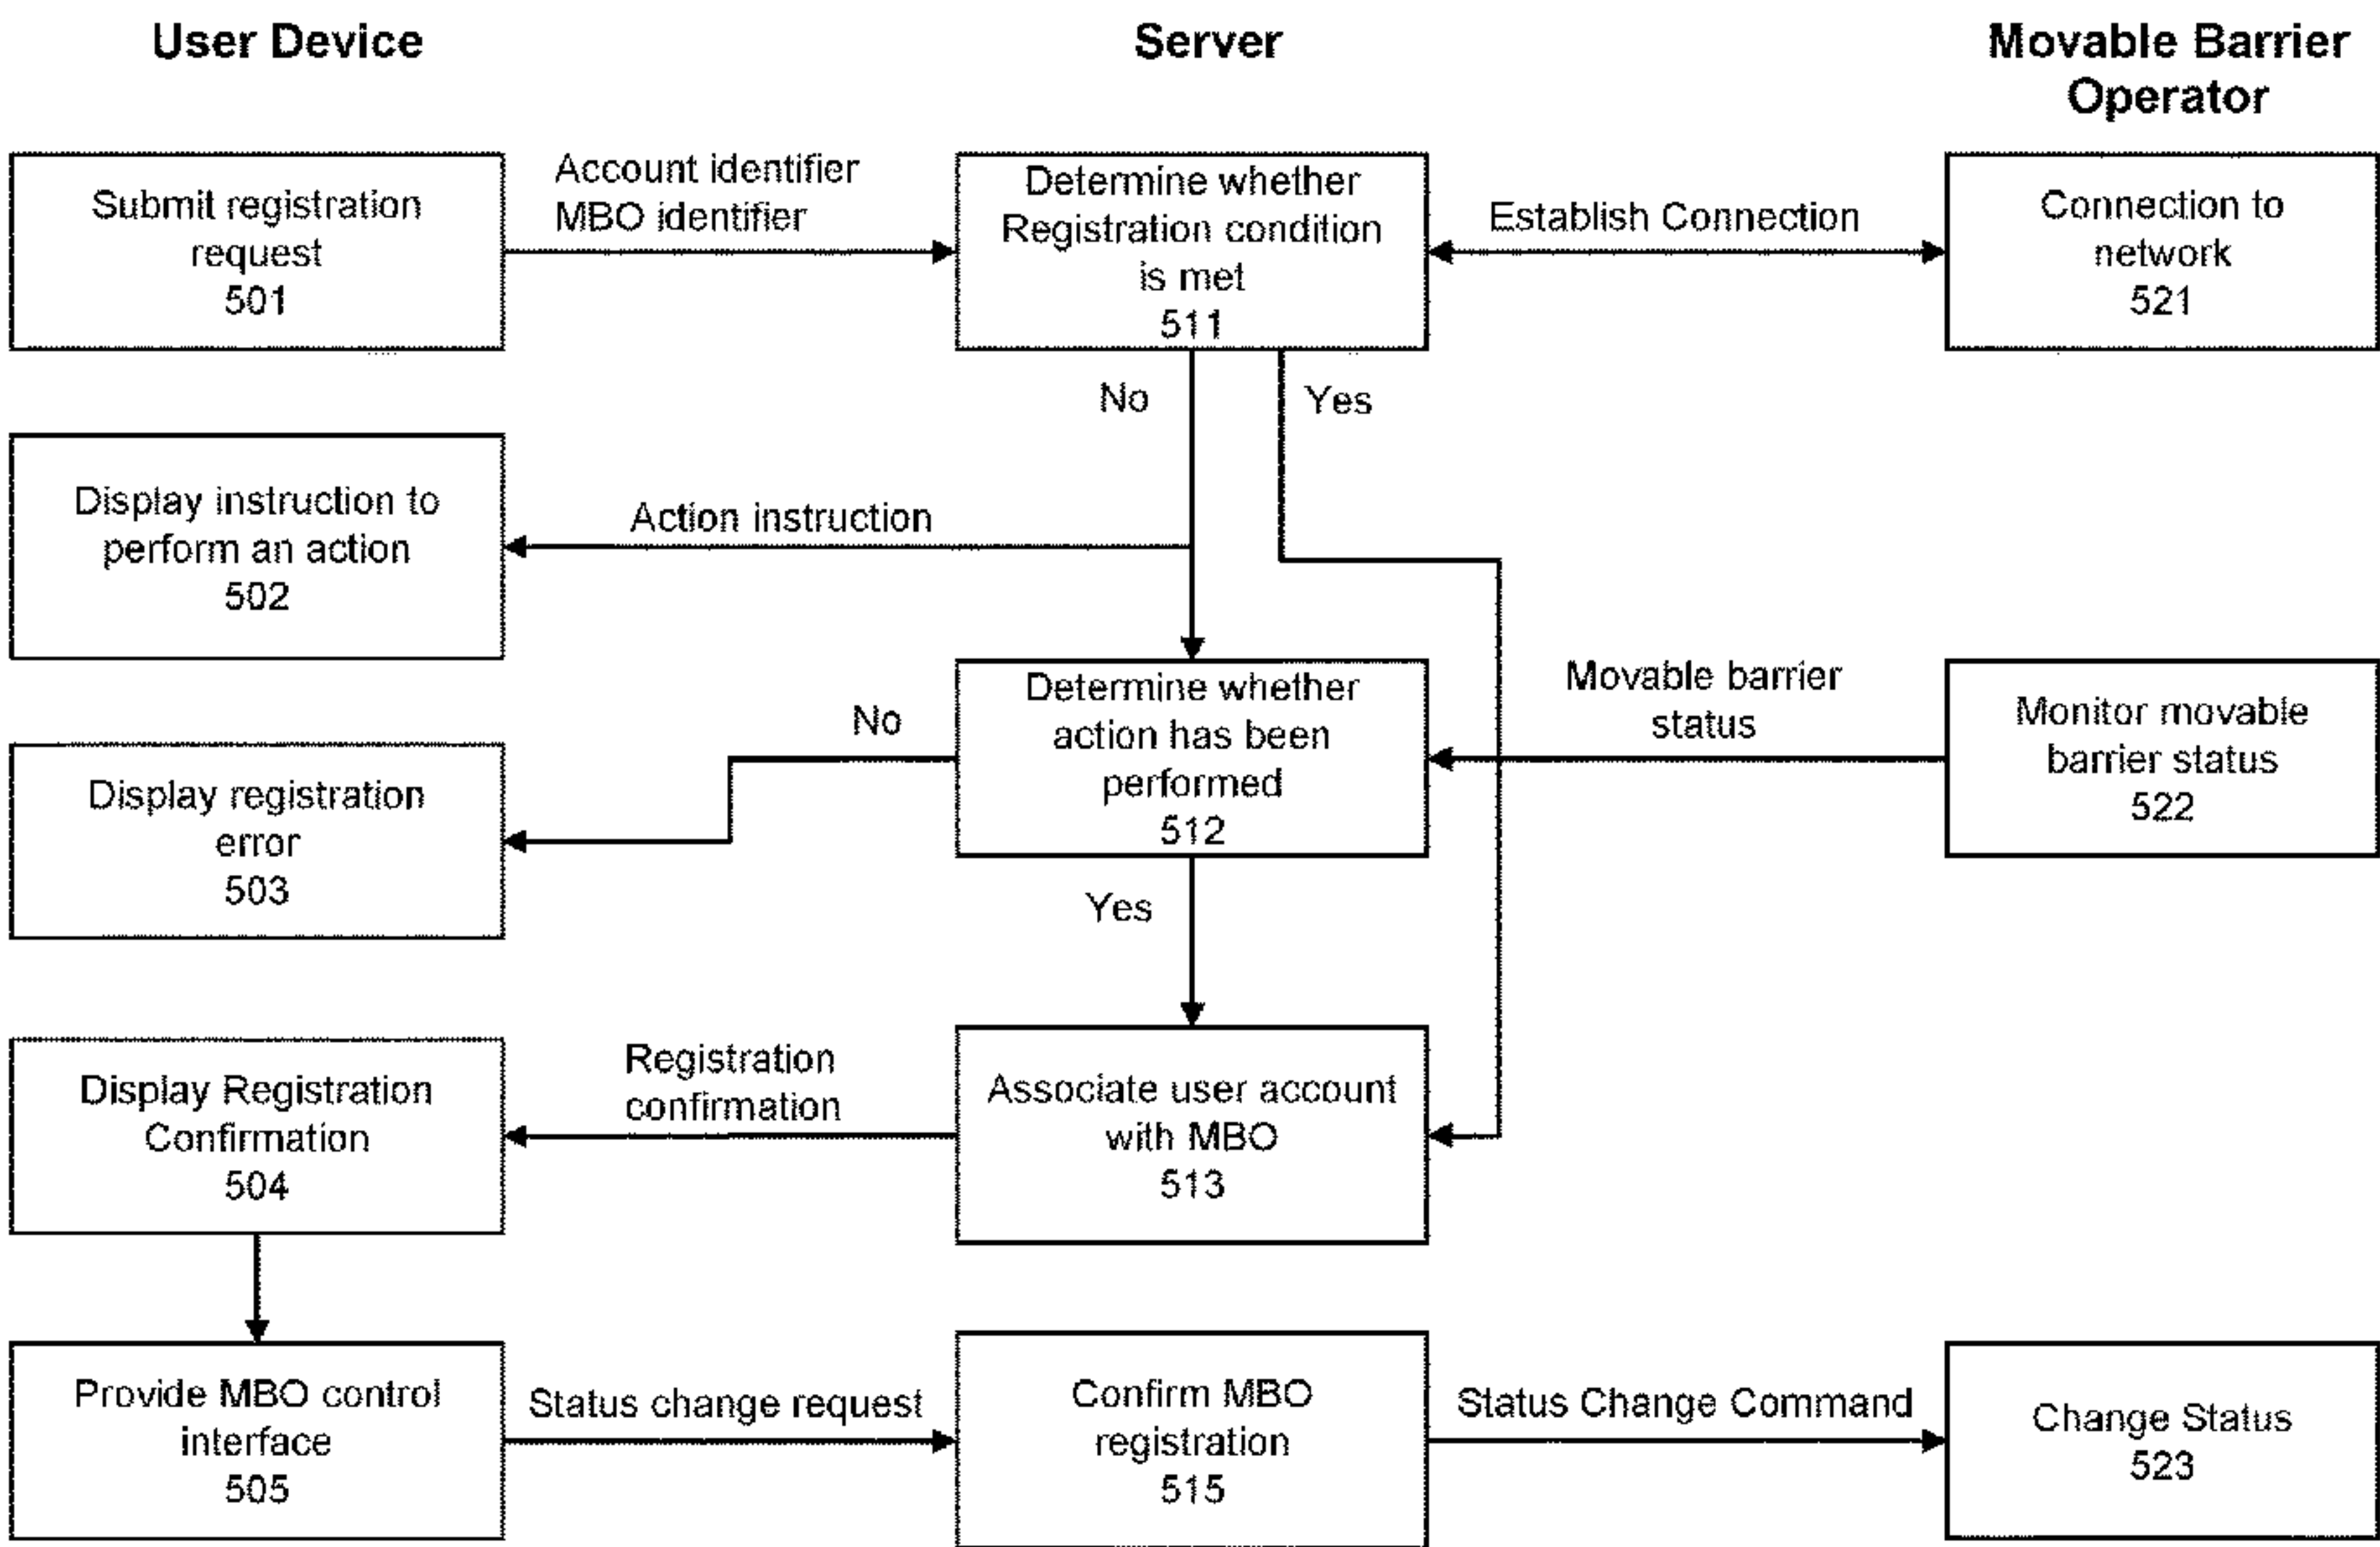 User Device
Server
Movable Barrier
Operator
Submit registration
request
501
Account identifier
MBO identifier
Determine whether
Registration condition
is met
511
Establish Connection
Connection to
network
521
No
Yes
Display instruction to
perform an action
502
Action instruction
Determine whether
action has been
performed
512
Movable barrier
status
Monitor movable
barrier status
522
No
Display registration
error
503
Yes
Display Registration
Confirmation
504
Registration
confirmation
Associate user account
with MBO
513
Provide MBO control
interface
505
Status change request
Confirm MBO
registration
515
Status Change Command
Change Status
523